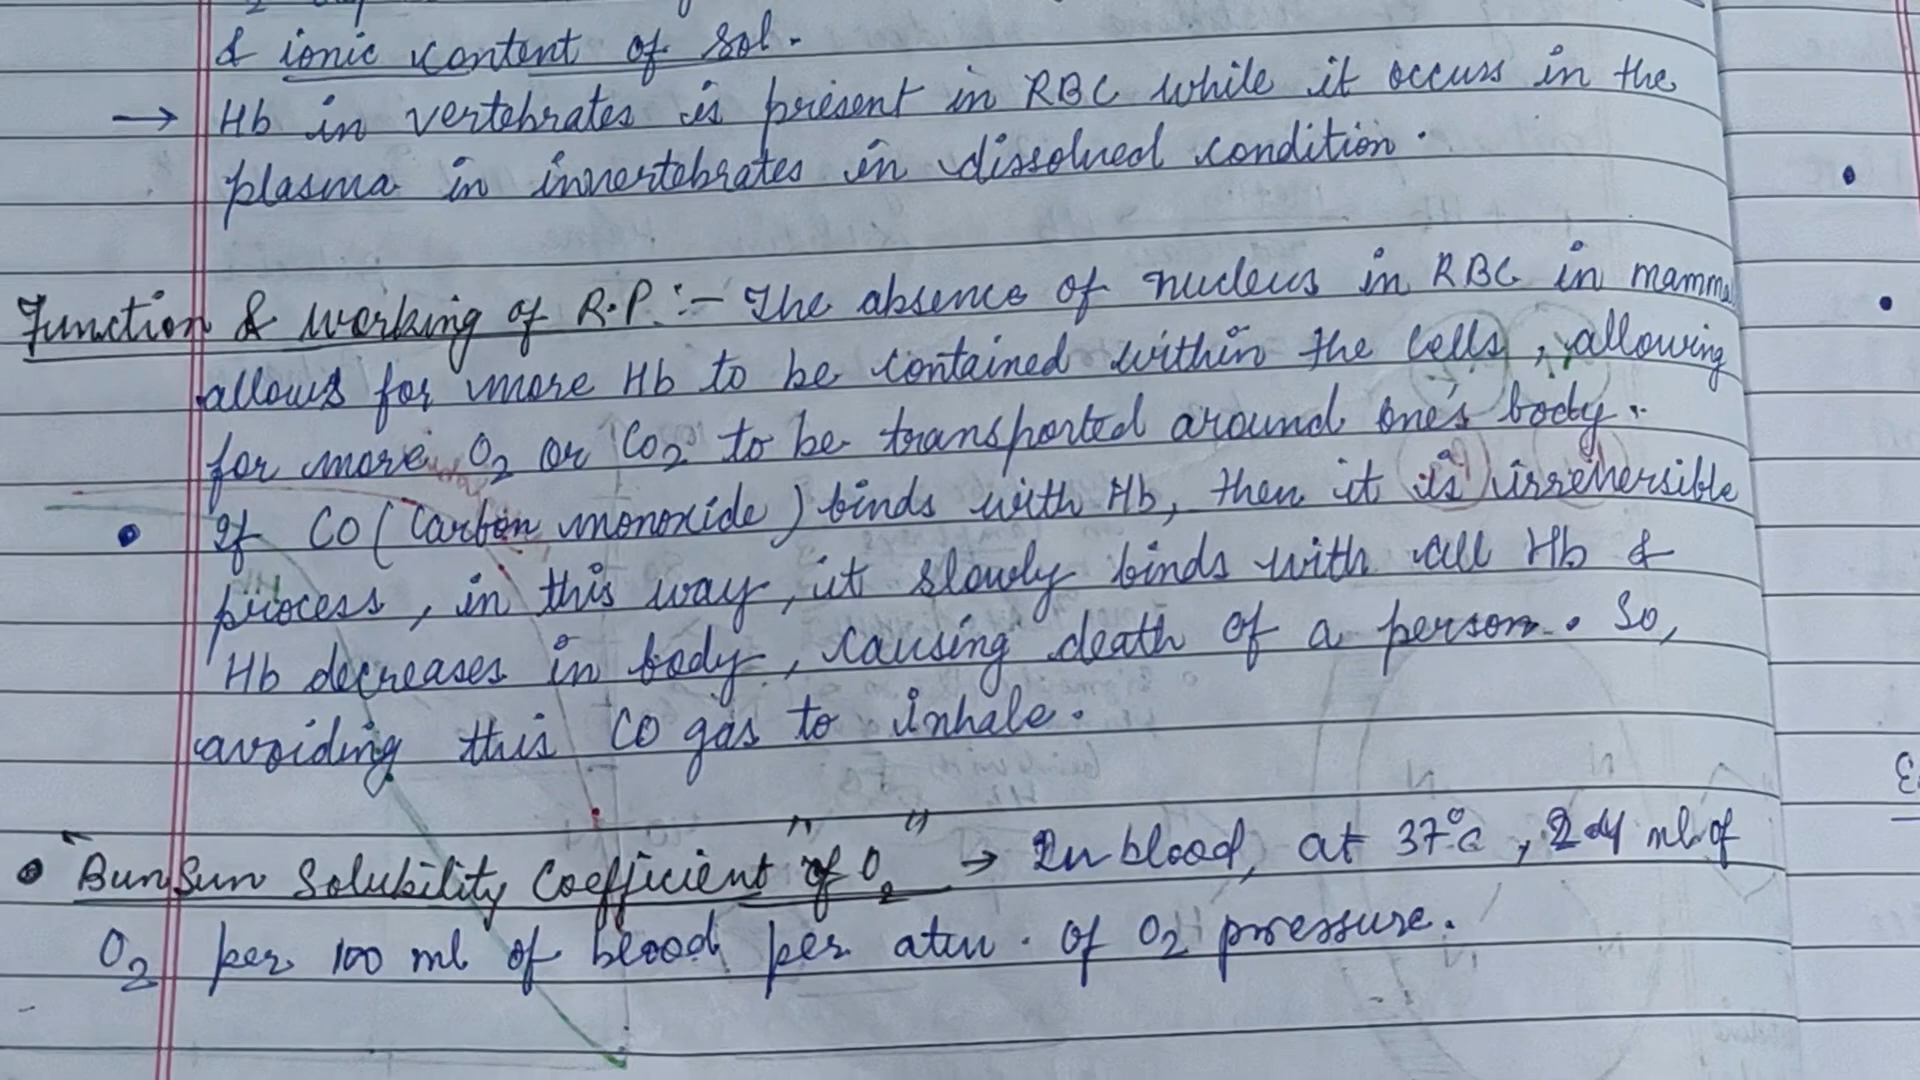 & ionic content of sol.
→ Hb in vertebrates is present in RBC while it occurs in the
plasma in invertebrates in dissolved condition.
Function & working of R.P. :- The absence of nucleus in RBC in mamma
allows for more Hb to be contained within the cells, allowing
for more O₂ or CO₂ to be transported around one's body.
• If CO (Carbon monoxide) binds with Hb, then it is irreversible
process, in this way, it slowly binds with all Hb &
Hb decreases in body, causing death of a person. So,
avoiding this CO gas to inhale.
• "BunSun Solubility Coefficient "of O₂" → In blood, at 37°C, 2.4 ml of
O₂ per 100 ml of blood per atm. of O₂ pressure.